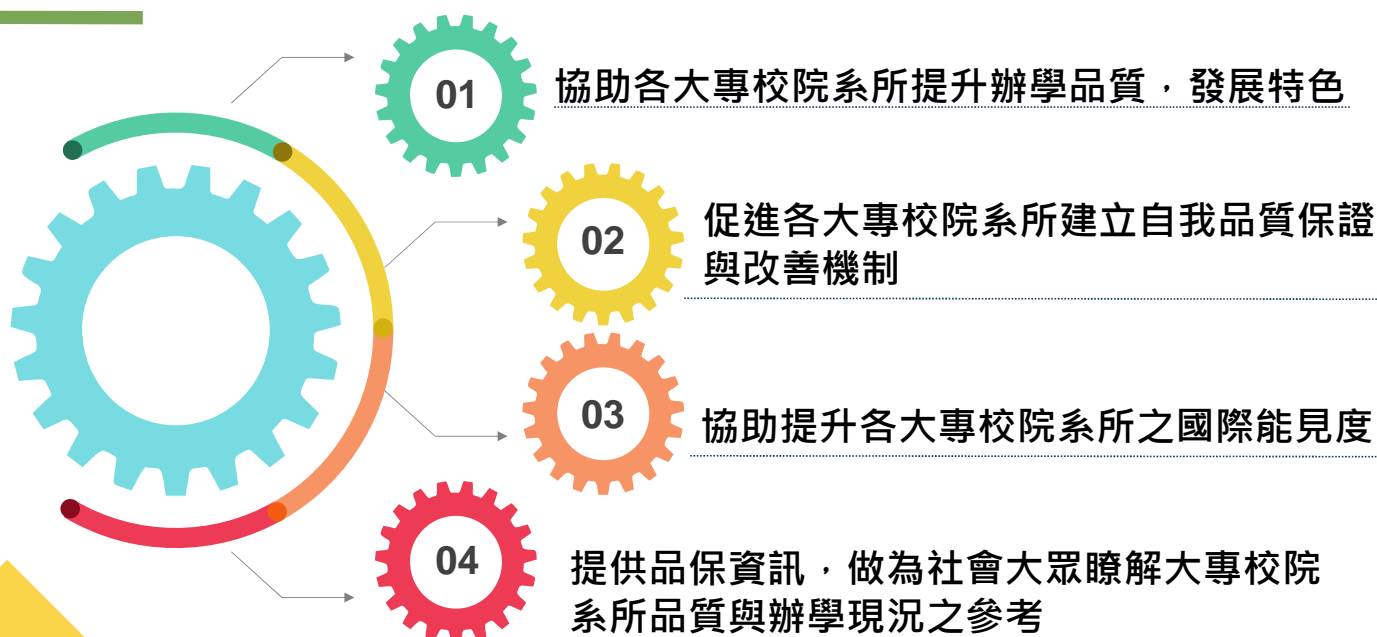 01
協助各大專校院系所提升辦學品質，發展特色
02
促進各大專校院系所建立自我品質保證
與改善機制
03
協助提升各大專校院系所之國際能見度
04
提供品保資訊，做為社會大眾瞭解大專校院
系所品質與辦學現況之參考